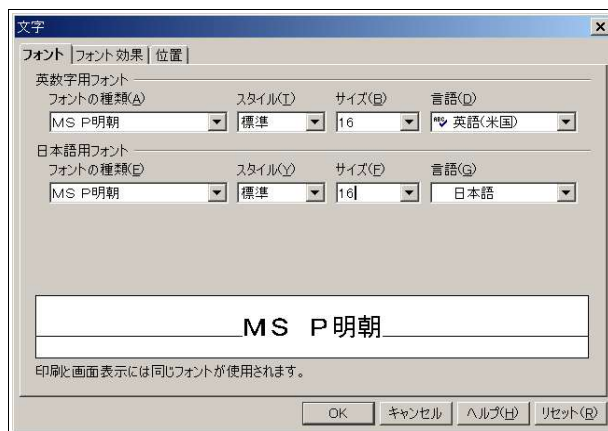 文字
フォント フォント効果 位置
英数字用フォント
フォントの種類(A) スタイル(T) サイズ(B) 言語(D)
MS P明朝 標準 16 英語(米国)
日本語用フォント
フォントの種類(E) スタイル(Y) サイズ(F) 言語(G)
MS P明朝 標準 16 日本語
MS P明朝
印刷と画面表示には同じフォントが使用されます。
OK キャンセル ヘルプ(H) リセット(R)